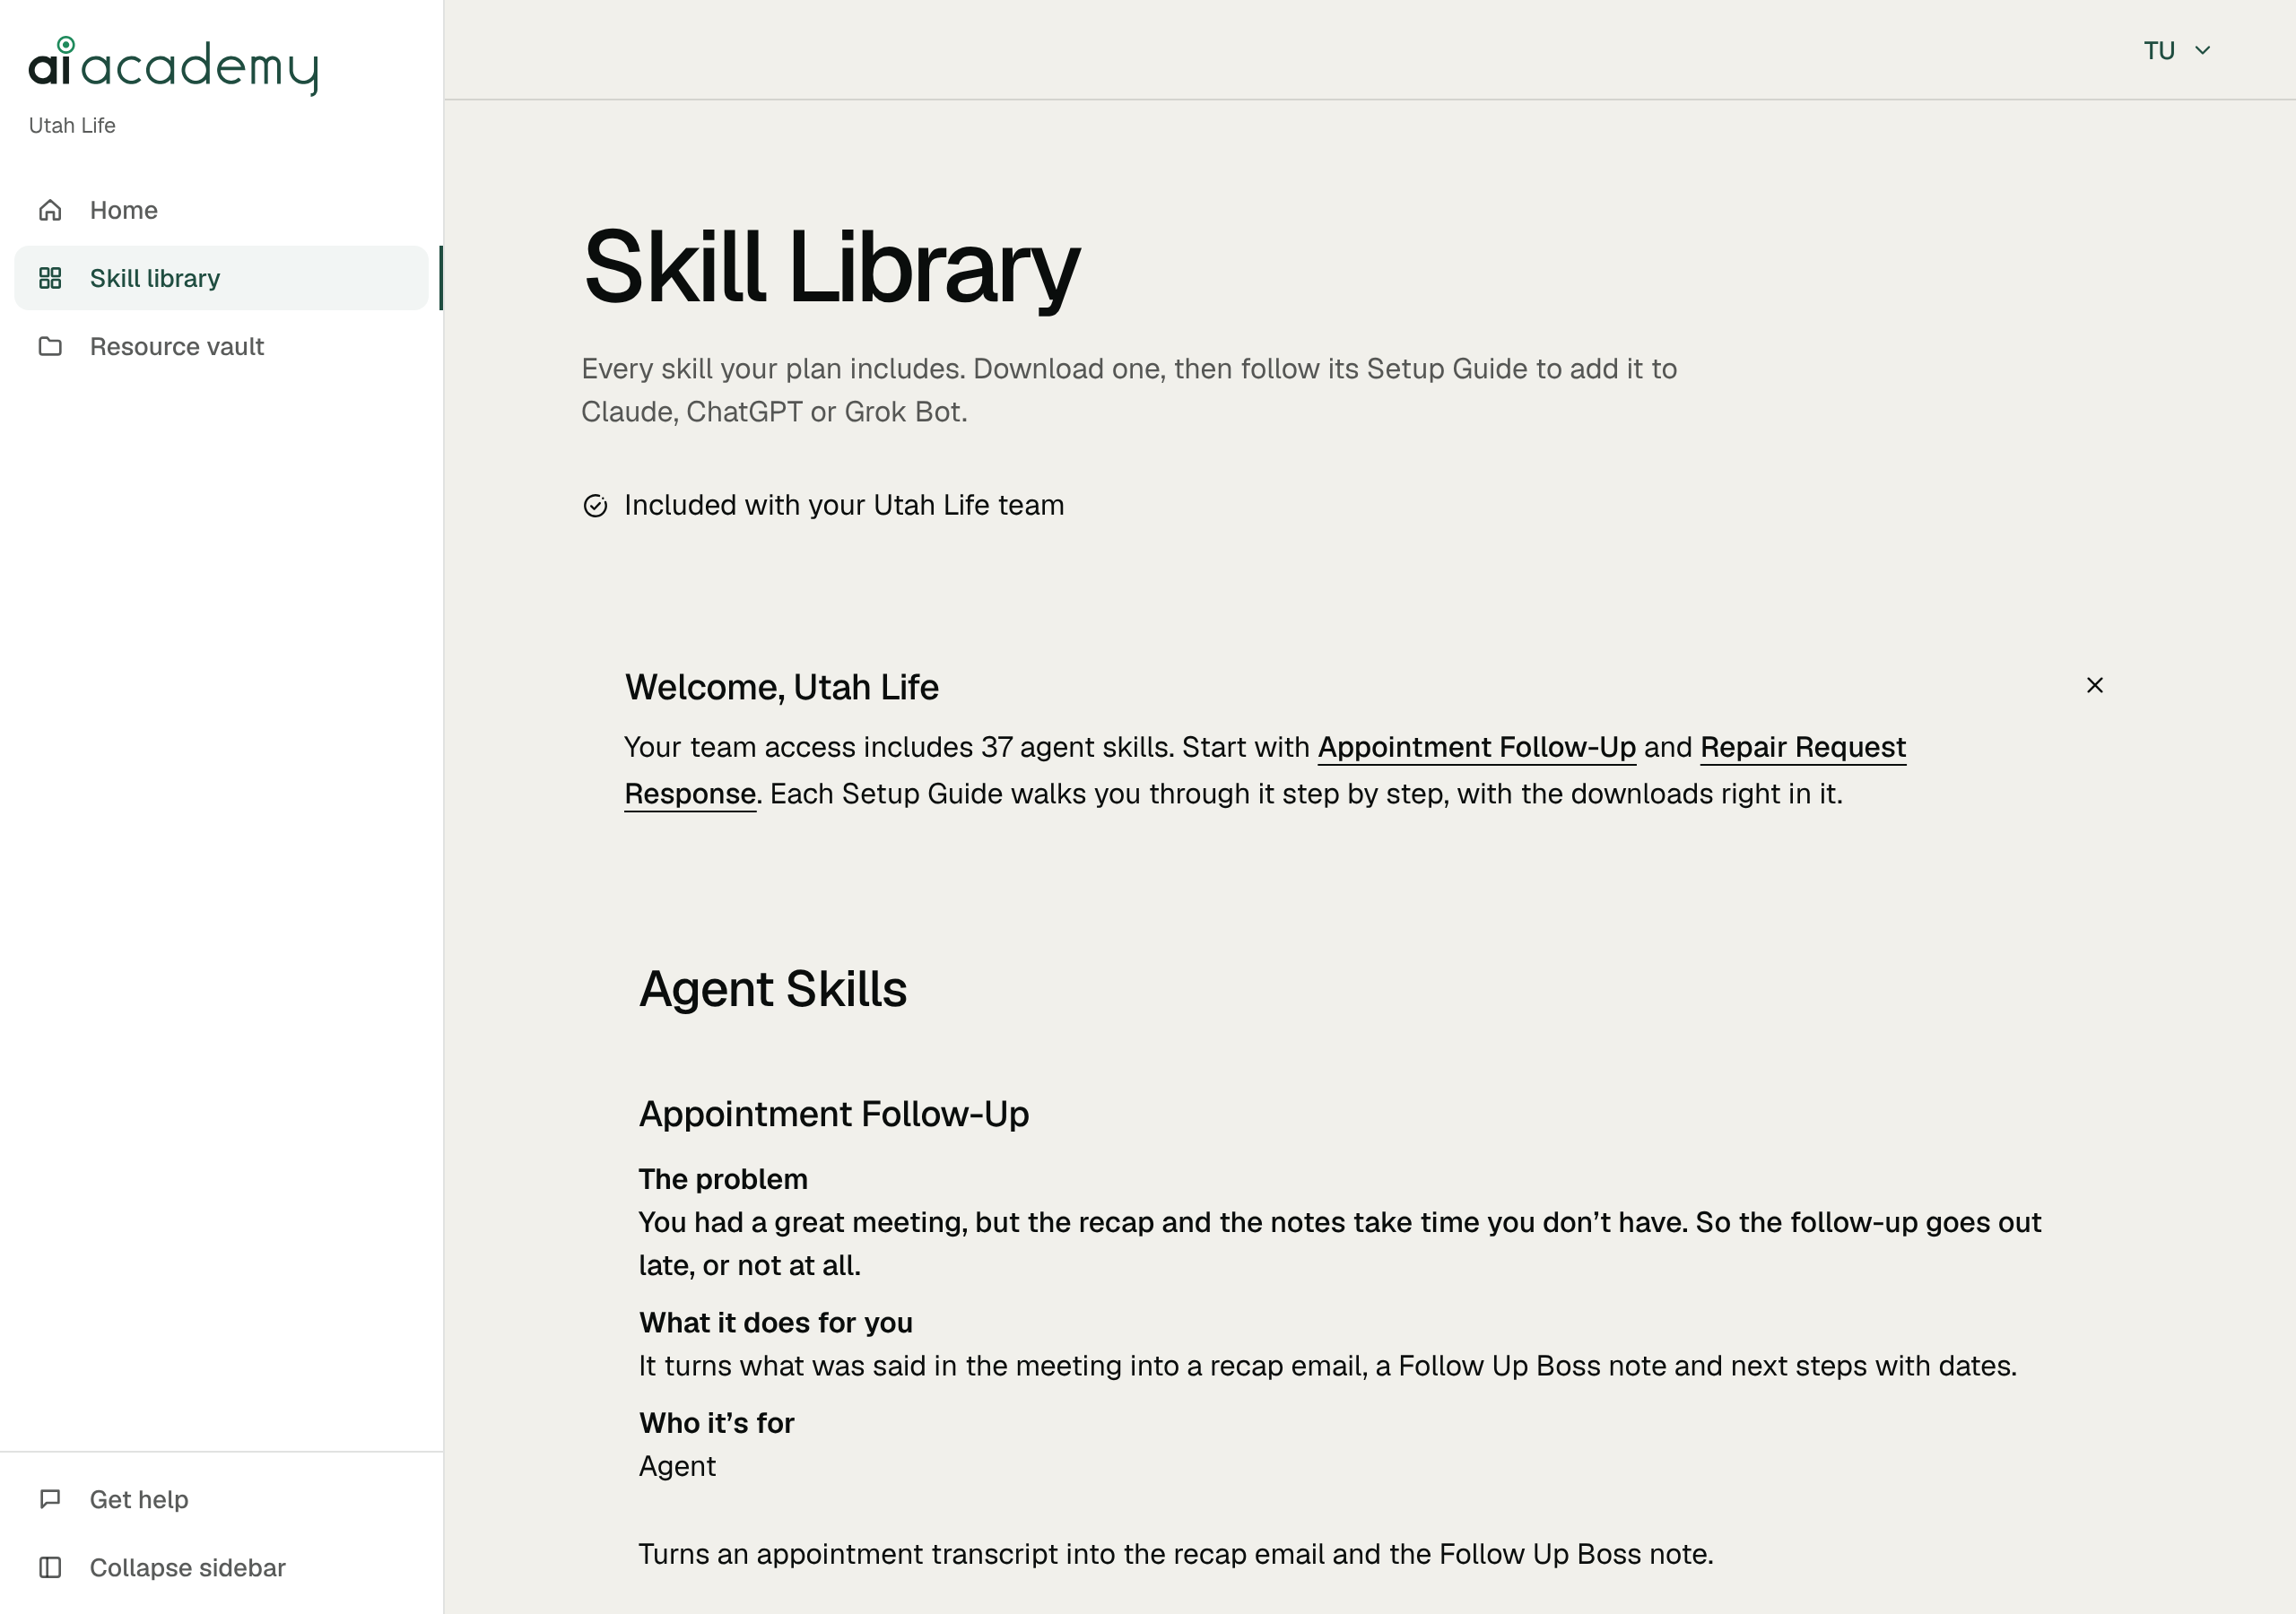 ai academy
Utah Life
Home
Skill library
Resource vault
Get help
Collapse sidebar
TU
Skill Library
Every skill your plan includes. Download one, then follow its Setup Guide to add it to
Claude, ChatGPT or Grok Bot.
Included with your Utah Life team
Welcome, Utah Life
Your team access includes 37 agent skills. Start with Appointment Follow-Up and Repair Request
Response. Each Setup Guide walks you through it step by step, with the downloads right in it.
Agent Skills
Appointment Follow-Up
The problem
You had a great meeting, but the recap and the notes take time you don’t have. So the follow-up goes out
late, or not at all.
What it does for you
It turns what was said in the meeting into a recap email, a Follow Up Boss note and next steps with dates.
Who it’s for
Agent
Turns an appointment transcript into the recap email and the Follow Up Boss note.